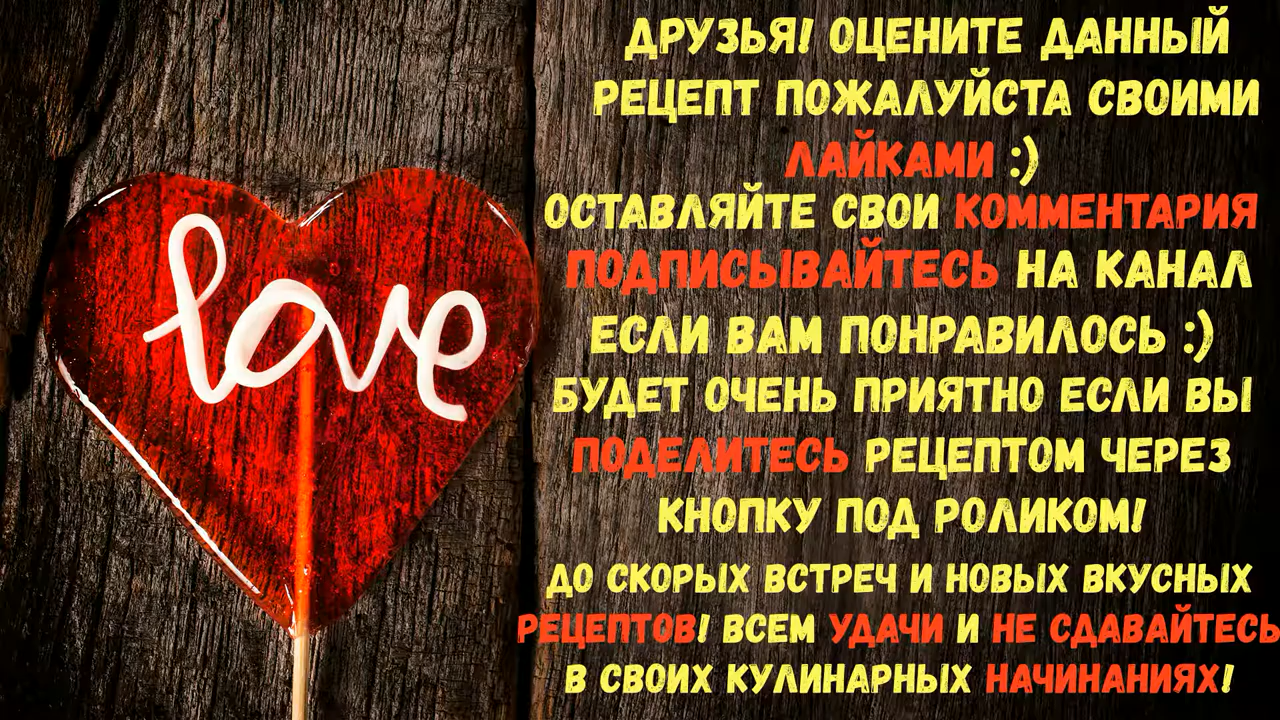 love
ДРУЗЬЯ! ОЦЕНИТЕ ДАННЫЙ
РЕЦЕПТ ПОЖАЛУЙСТА СВОИМИ
ЛАЙКАМИ :)
ОСТАВЛЯЙТЕ СВОИ КОММЕНТАРИЯ
ПОДПИСЫВАЙТЕСЬ НА КАНАЛ
ЕСЛИ ВАМ ПОНРАВИЛОСЬ :)
БУДЕТ ОЧЕНЬ ПРИЯТНО ЕСЛИ ВЫ
ПОДЕЛИТЕСЬ РЕЦЕПТОМ ЧЕРЕЗ
КНОПКУ ПОД РОЛИКОМ!
ДО СКОРЫХ ВСТРЕЧ И НОВЫХ ВКУСНЫХ
РЕЦЕПТОВ! ВСЕМ УДАЧИ И НЕ СДАВАЙТЕСЬ
В СВОИХ КУЛИНАРНЫХ НАЧИНАНИЯХ!